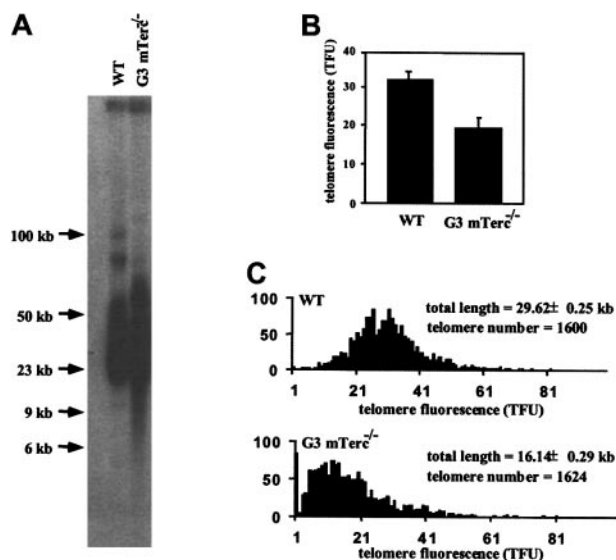 A
WT
G3 mTerc-/-
100 kb
50 kb
23 kb
9 kb
6 kb
B
telomere fluorescence (TFU)
40
30
20
10
0
WT
G3 mTerc-/-
C
WT
total length = 29.62± 0.25 kb
telomere number = 1600
100
50
0
1 21 41 61 81
telomere fluorescence (TFU)
G3 mTerc-/-
total length = 16.14± 0.29 kb
telomere number = 1624
100
50
0
1 21 41 61 81
telomere fluorescence (TFU)